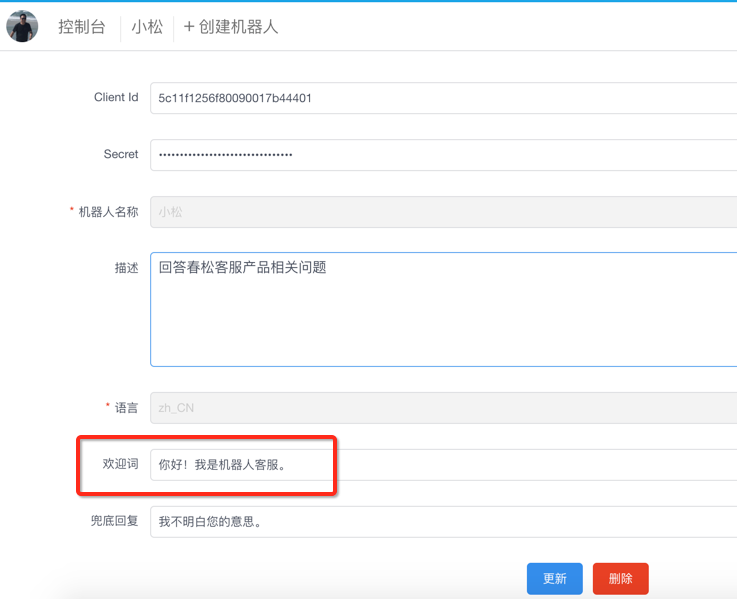 控制台 小松 + 创建机器人
Client Id 5c11f1256f80090017b44401
Secret ••••••••••••••••••••••••••••••••
* 机器人名称 小松
描述 回答春松客服产品相关问题
* 语言 zh_CN
欢迎词 你好！我是机器人客服。
兜底回复 我不明白您的意思。
更新 删除